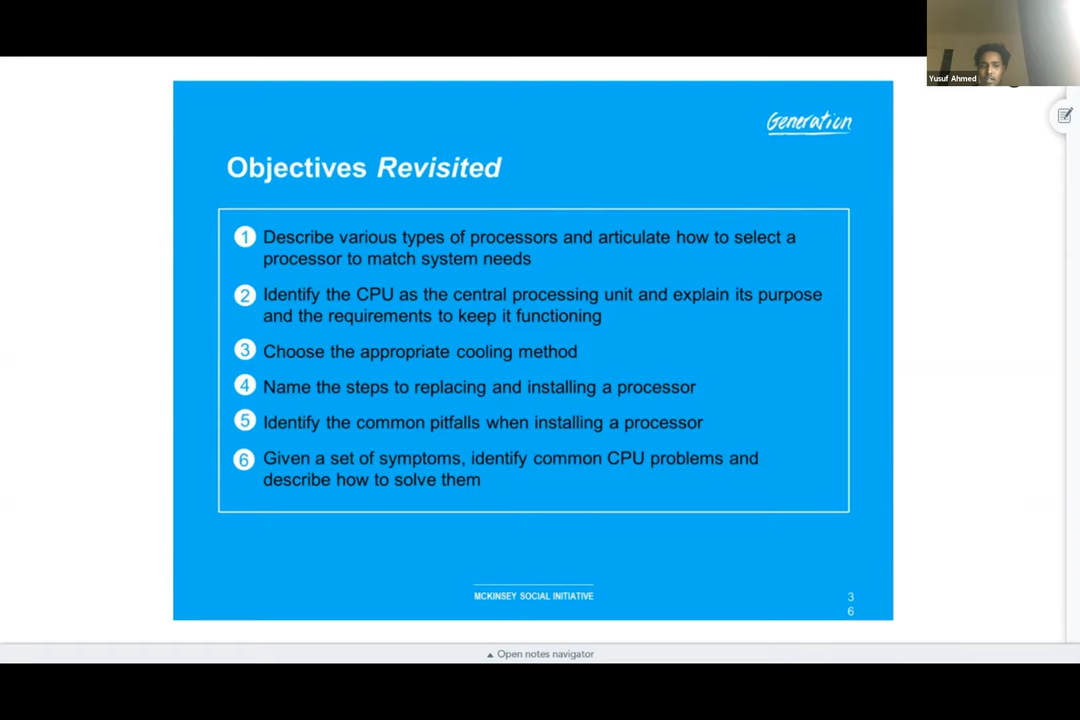 Yusuf Ahmed
Generation
Objectives Revisited
1 Describe various types of processors and articulate how to select a
processor to match system needs
2 Identify the CPU as the central processing unit and explain its purpose
and the requirements to keep it functioning
3 Choose the appropriate cooling method
4 Name the steps to replacing and installing a processor
5 Identify the common pitfalls when installing a processor
6 Given a set of symptoms, identify common CPU problems and
describe how to solve them
MCKINSEY SOCIAL INITIATIVE
3
6
▲ Open notes navigator